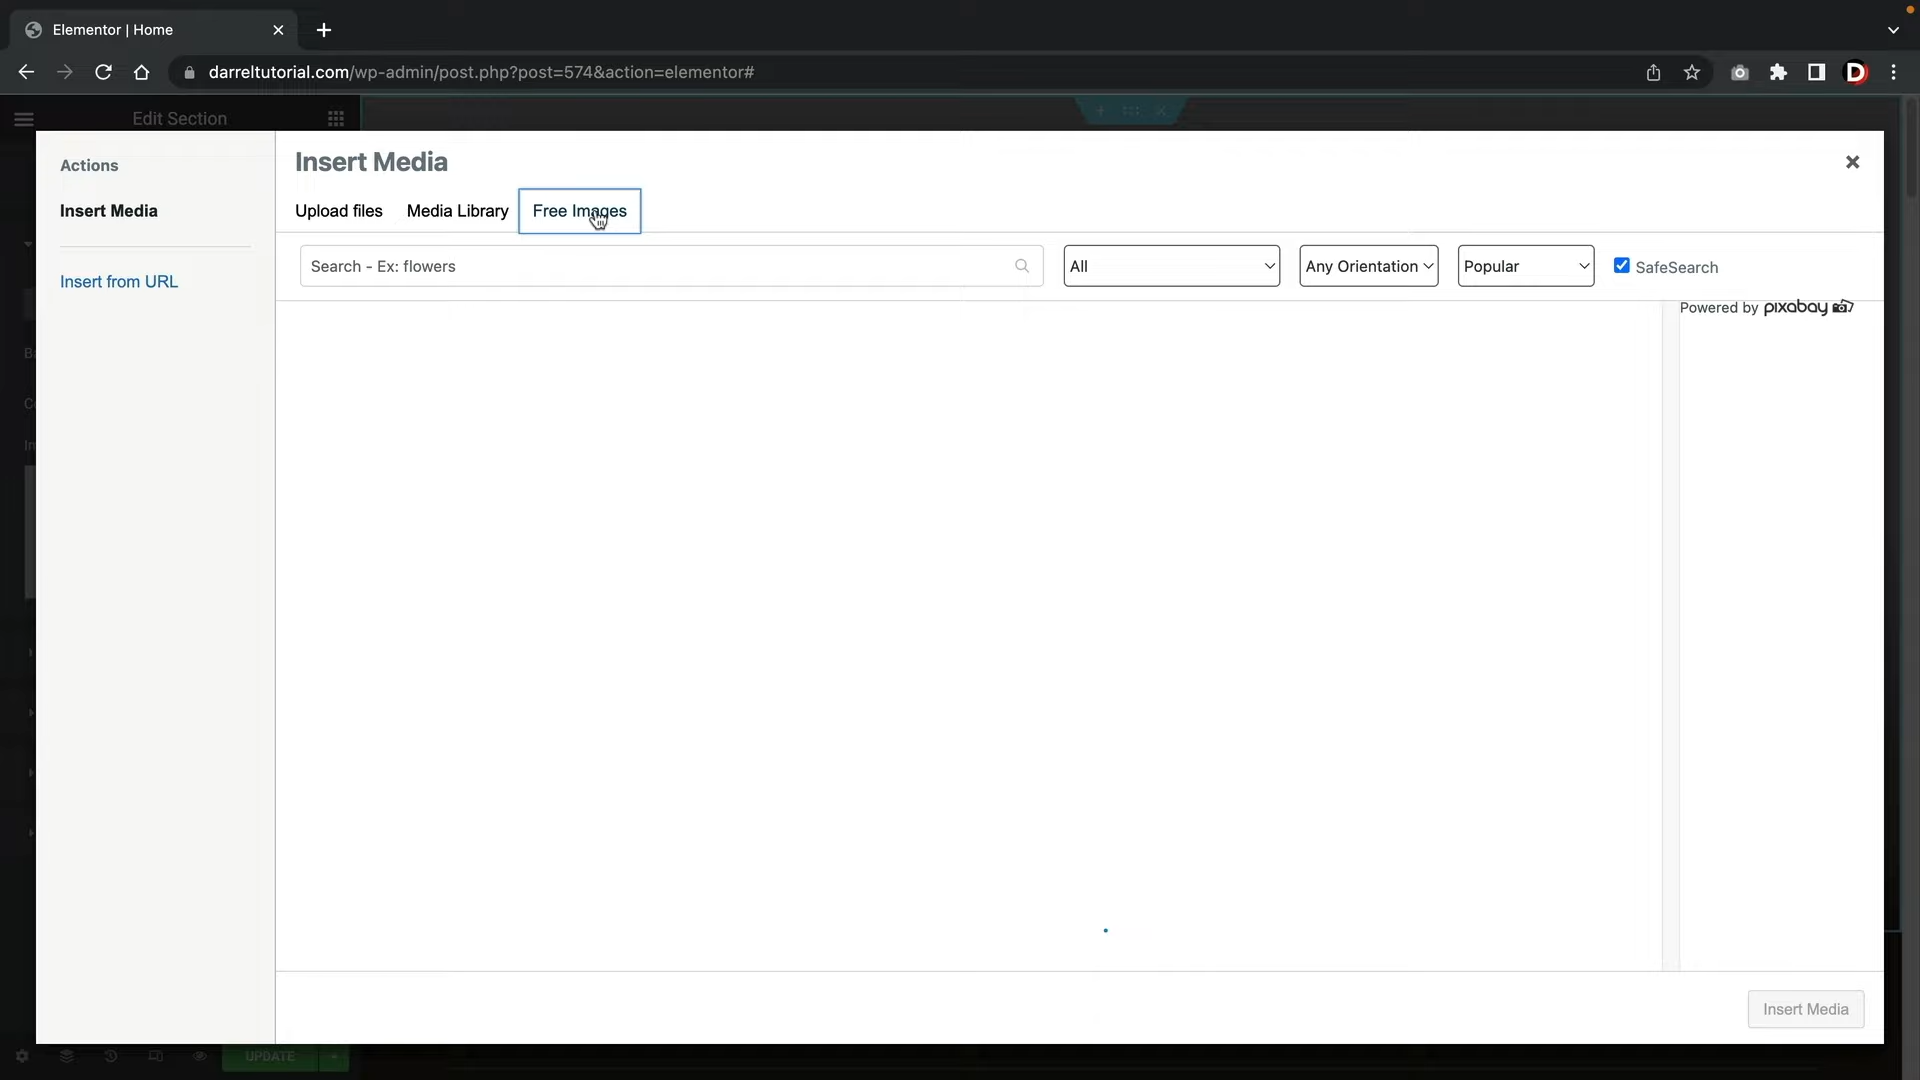 Elementor | Home
darreltutorial.com/wp-admin/post.php?post=574&action=elementor#
Edit Section
Actions
Insert Media
Insert from URL
Insert Media
Upload files
Media Library
Free Images
Search - Ex: flowers
All
Any Orientation
Popular
SafeSearch
Powered by pixabay
Insert Media
UPDATE